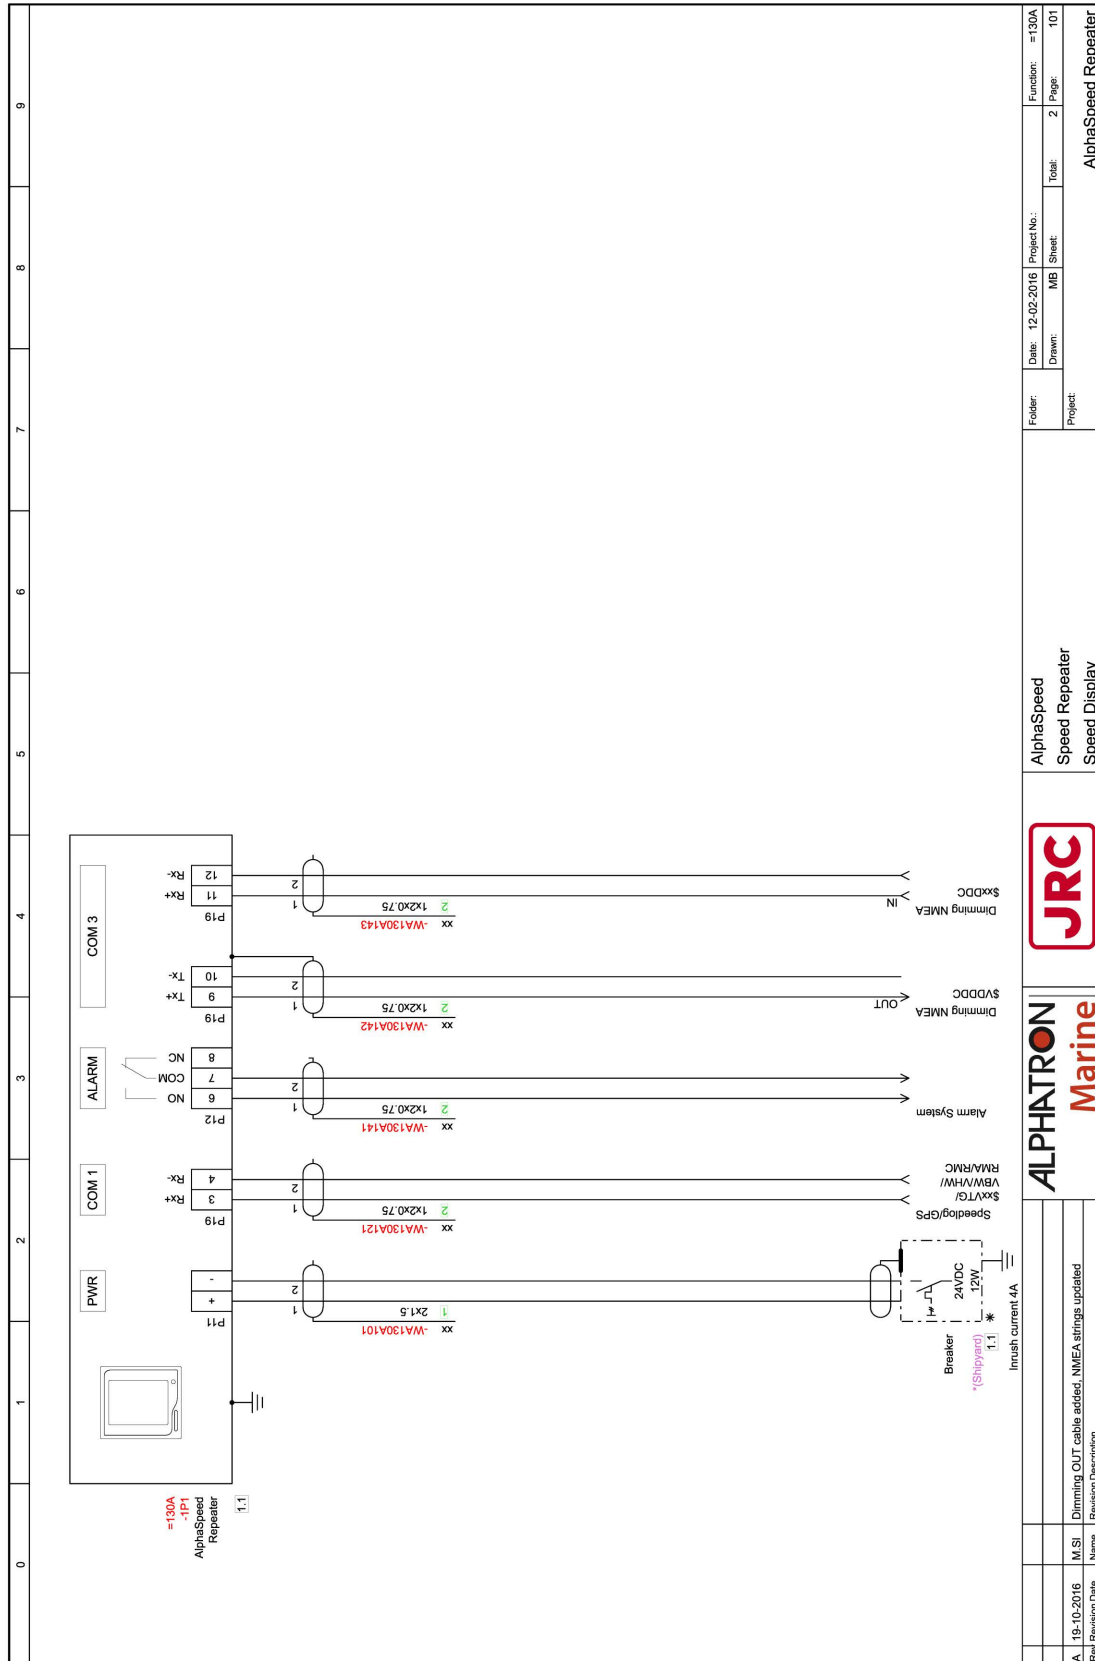 0 1 2 3 4 5 6 7 8 9
=130A
-1P1
AlphaSpeed
Repeater
1.1
PWR
COM 1
ALARM
COM 3
+ -
Rx+ Rx-
NO COM NC
Tx+ Tx-
Rx+ Rx-
P11
P19 3 4
P12 6 7 8
P19 9 10
P19 11 12
1 2
1 2
1 2
1 2
1 2
2x1.5 1
-WA130A101 xx
1x2x0.75 2
-WA130A121 xx
1x2x0.75 2
-WA130A141 xx
1x2x0.75 2
-WA130A142 xx
1x2x0.75 2
-WA130A143 xx
Breaker
*(Shipyard)
1.1
*
24VDC
12W
Inrush current 4A
Speedlog/GPS
$xxVTG/
VBW/VHW/
RMA/RMC
Alarm System
OUT
Dimming NMEA
$VDDDC
IN
Dimming NMEA
$xxDDC
A 19-10-2016 M.SI Dimming OUT cable added, NMEA strings updated
Rev Revision Date Name Revision Description
ALPHATRON
Marine
JRC
AlphaSpeed
Speed Repeater
Speed Display
Folder:
Date: 12-02-2016
Project No.:
Function: =130A
Drawn: MB
Sheet:
Total: 2
Page: 101
Project:
AlphaSpeed Repeater